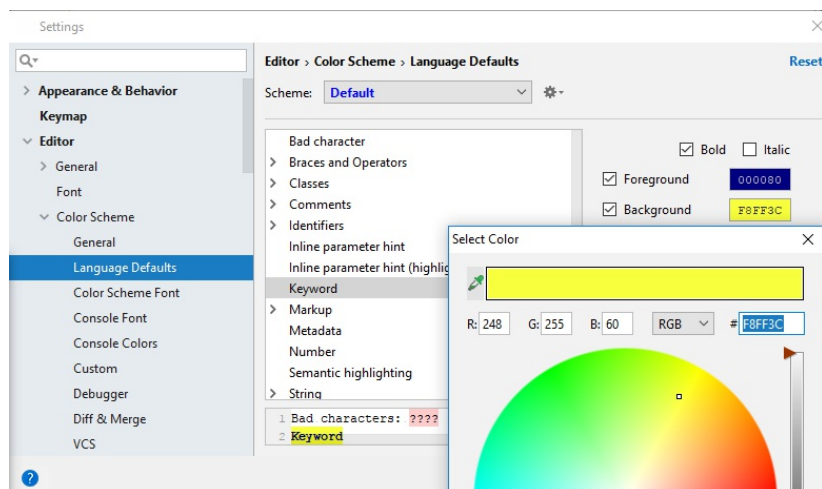 Settings
Appearance & Behavior
Keymap
Editor
General
Font
Color Scheme
General
Language Defaults
Color Scheme Font
Console Font
Console Colors
Custom
Debugger
Diff & Merge
VCS
Editor › Color Scheme › Language Defaults
Reset
Scheme: Default
Bad character
Braces and Operators
Classes
Comments
Identifiers
Inline parameter hint
Inline parameter hint (highlig
Keyword
Markup
Metadata
Number
Semantic highlighting
String
1 Bad characters: ????
2 Keyword
Bold Italic
Foreground 000080
Background F8FF3C
Select Color
R: 248 G: 255 B: 60 RGB # F8FF3C
?